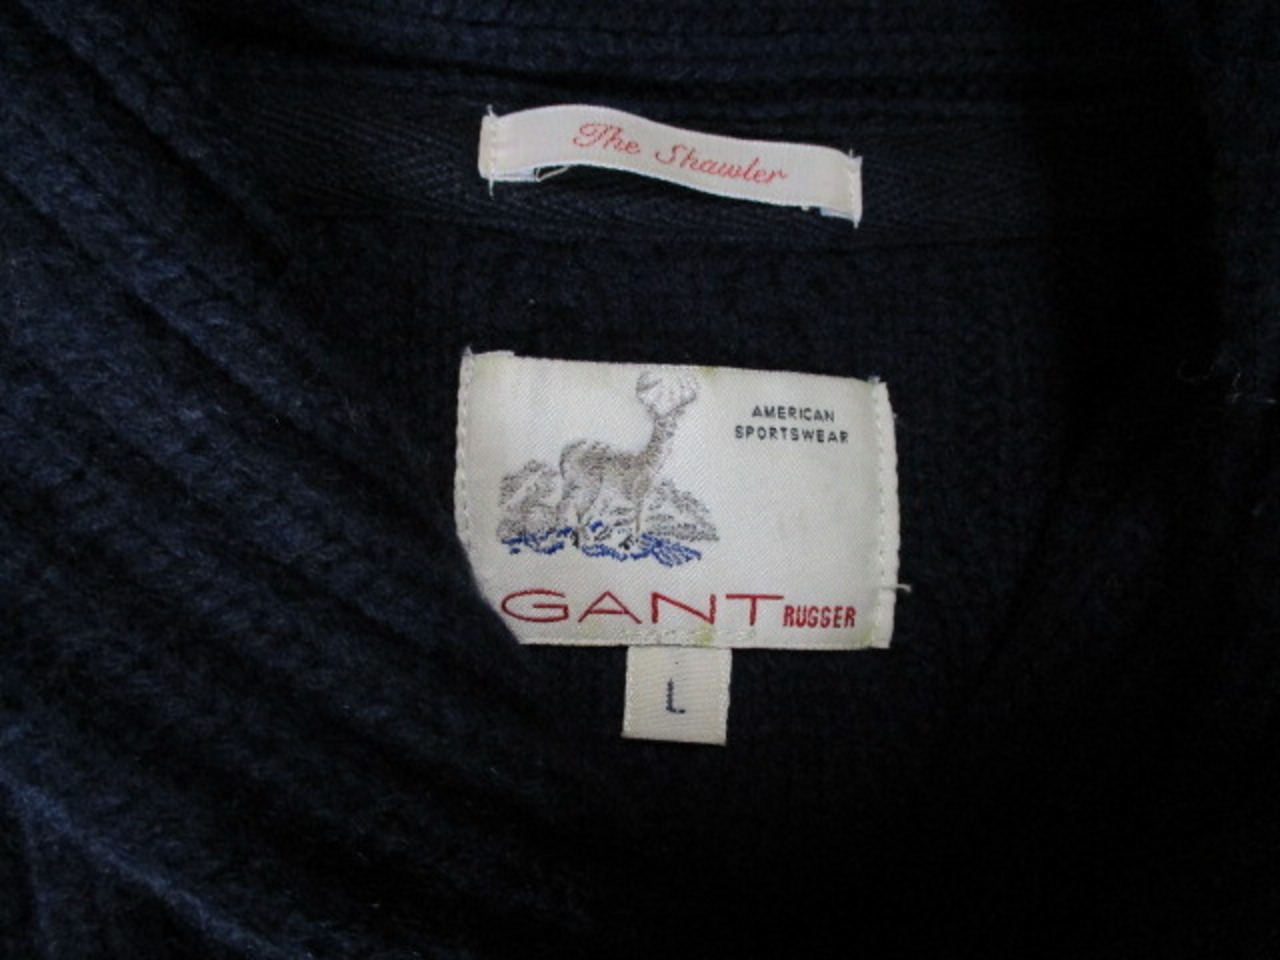 The Shawler
AMERICAN
SPORTSWEAR
GANT RUGGER
L